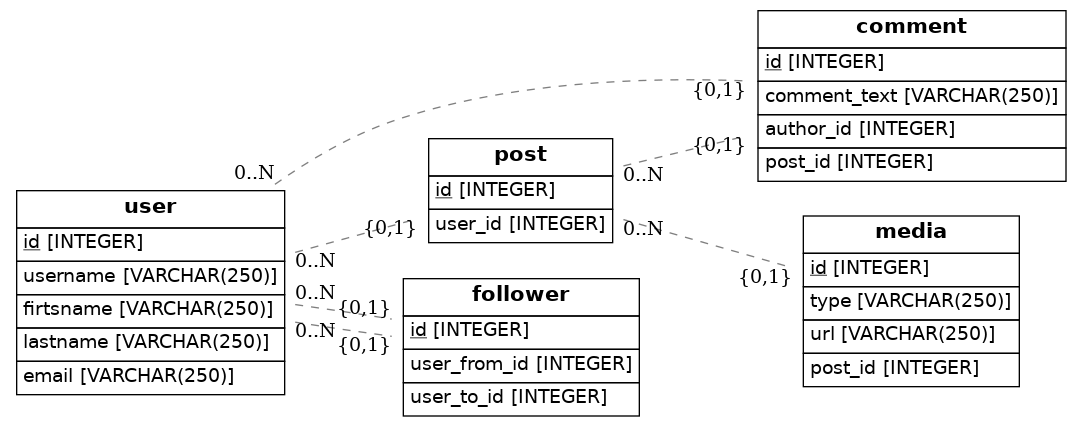 comment
id [INTEGER]
comment_text [VARCHAR(250)]
author_id [INTEGER]
post_id [INTEGER]
{0,1}
{0,1}
0..N
post
id [INTEGER]
user_id [INTEGER]
0..N
0..N
{0,1}
user
id [INTEGER]
username [VARCHAR(250)]
firtsname [VARCHAR(250)]
lastname [VARCHAR(250)]
email [VARCHAR(250)]
{0,1}
0..N
0..N
{0,1}
0..N
{0,1}
follower
id [INTEGER]
user_from_id [INTEGER]
user_to_id [INTEGER]
media
id [INTEGER]
type [VARCHAR(250)]
url [VARCHAR(250)]
post_id [INTEGER]